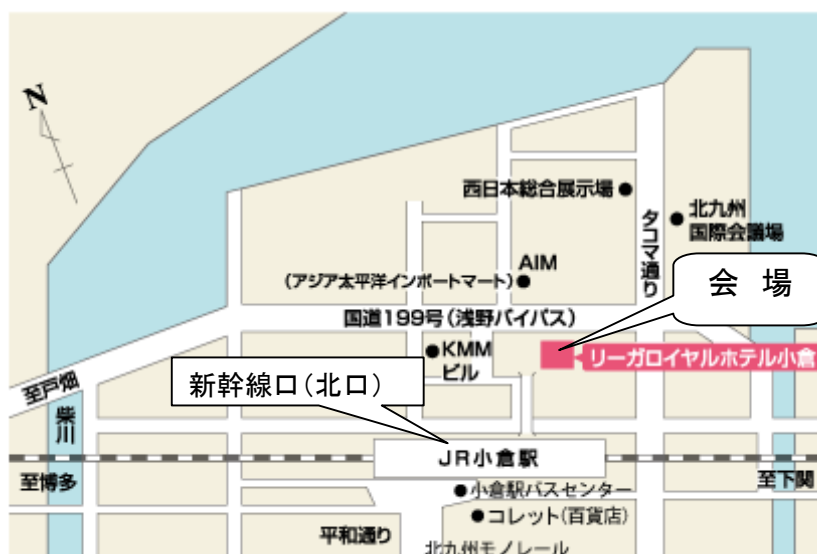 N
西日本総合展示場
北九州
国際会議場
タコマ通り
AIM
(アジア太平洋インポートマート)
会 場
国道199号(浅野バイパス)
KMM
ビル
リーガロイヤルホテル小倉
至戸畑
新幹線口(北口)
柴川
JR小倉駅
至博多
至下関
小倉駅バスセンター
コレット(百貨店)
平和通り
北九州モノレール